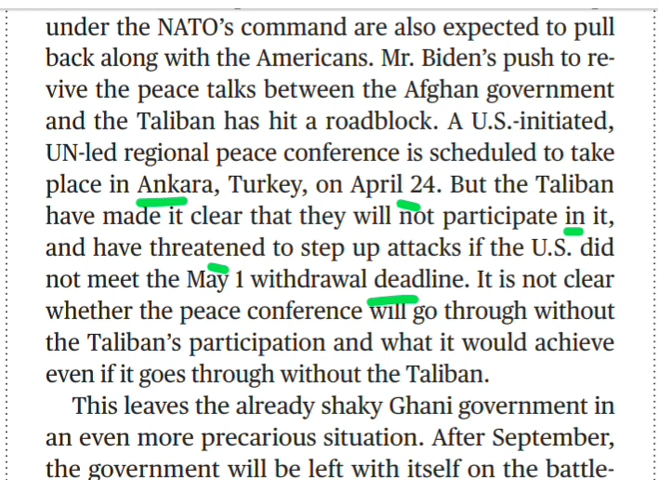 under the NATO’s command are also expected to pull
back along with the Americans. Mr. Biden’s push to re-
vive the peace talks between the Afghan government
and the Taliban has hit a roadblock. A U.S.-initiated,
UN-led regional peace conference is scheduled to take
place in Ankara, Turkey, on April 24. But the Taliban
have made it clear that they will not participate in it,
and have threatened to step up attacks if the U.S. did
not meet the May 1 withdrawal deadline. It is not clear
whether the peace conference will go through without
the Taliban’s participation and what it would achieve
even if it goes through without the Taliban.
This leaves the already shaky Ghani government in
an even more precarious situation. After September,
the government will be left with itself on the battle-